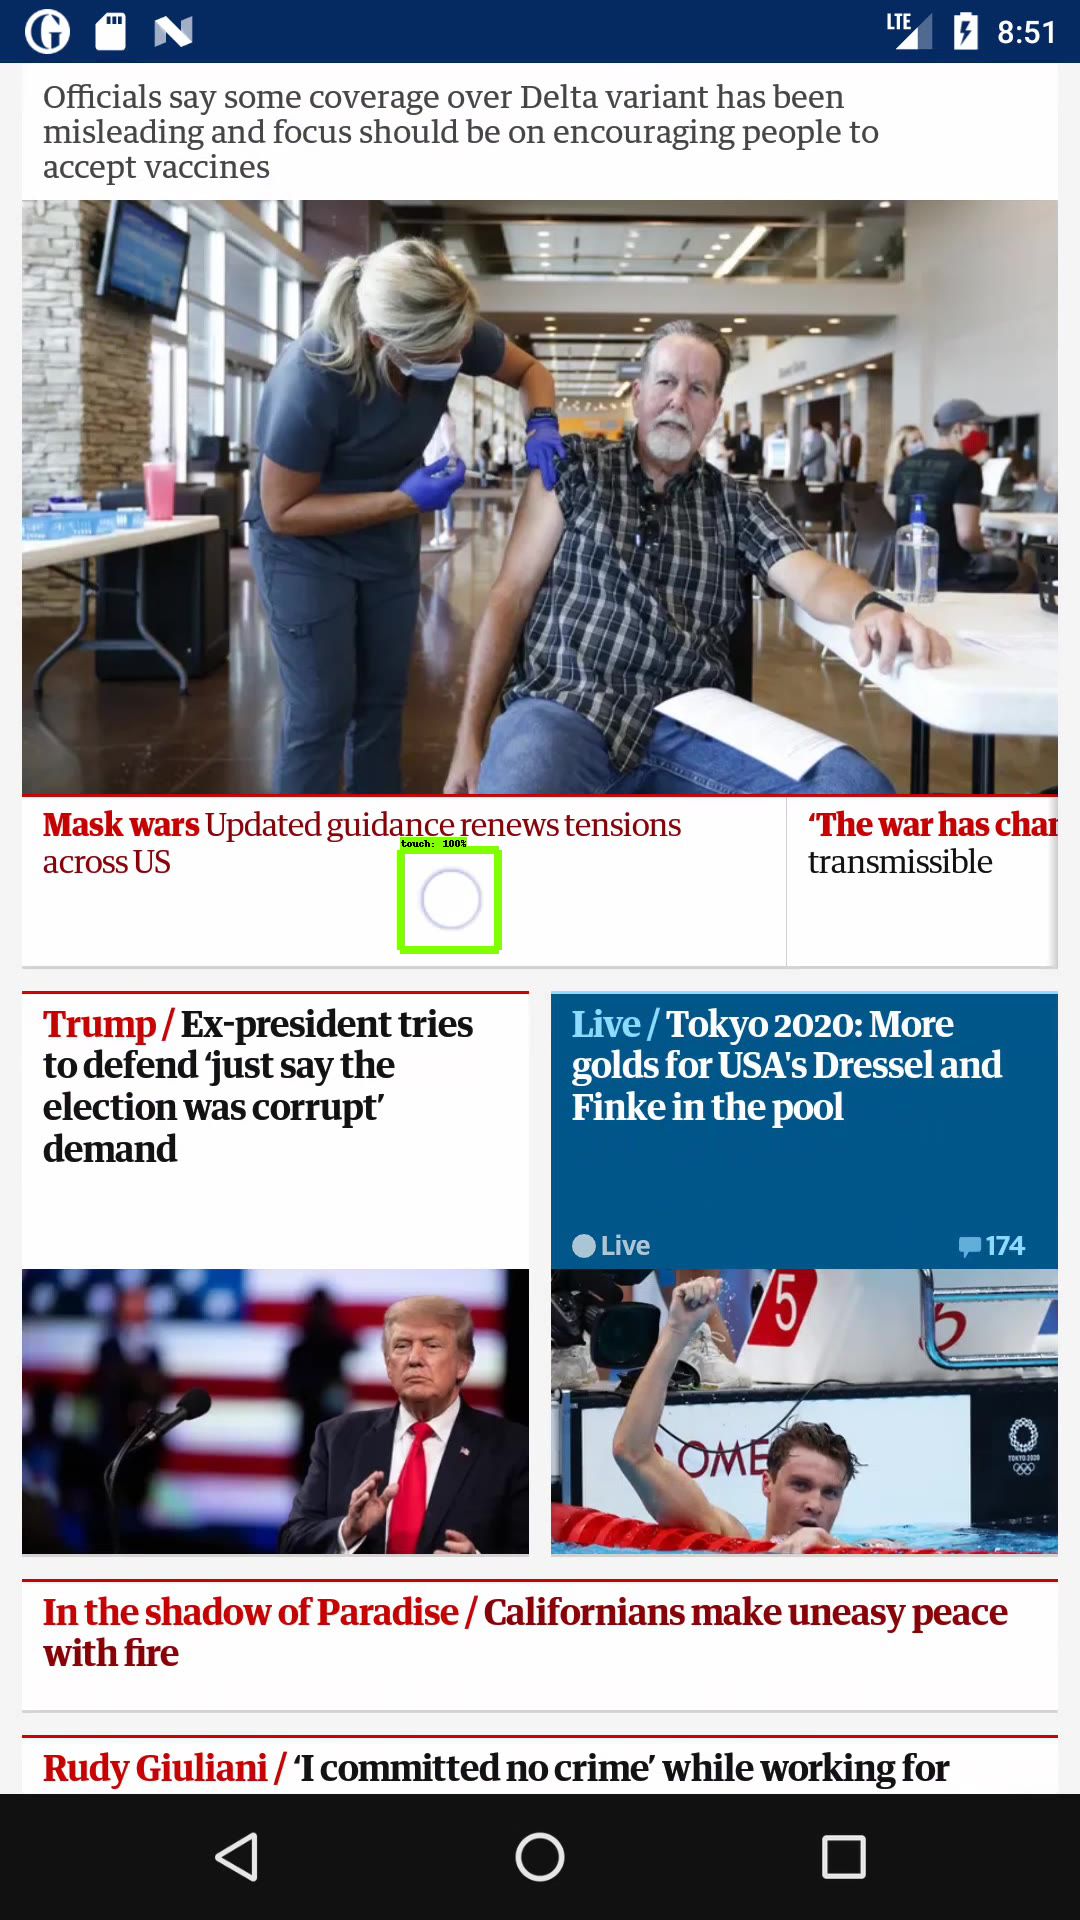 LTE 8:51
Officials say some coverage over Delta variant has been
misleading and focus should be on encouraging people to
accept vaccines
Mask wars Updated guidance renews tensions
across US
touch: 100%
‘The war has char
transmissible
Trump / Ex-president tries
to defend ‘just say the
election was corrupt’
demand
Live / Tokyo 2020: More
golds for USA's Dressel and
Finke in the pool
Live
174
5
OME
TOKYO 2020
In the shadow of Paradise / Californians make uneasy peace
with fire
Rudy Giuliani / ‘I committed no crime’ while working for